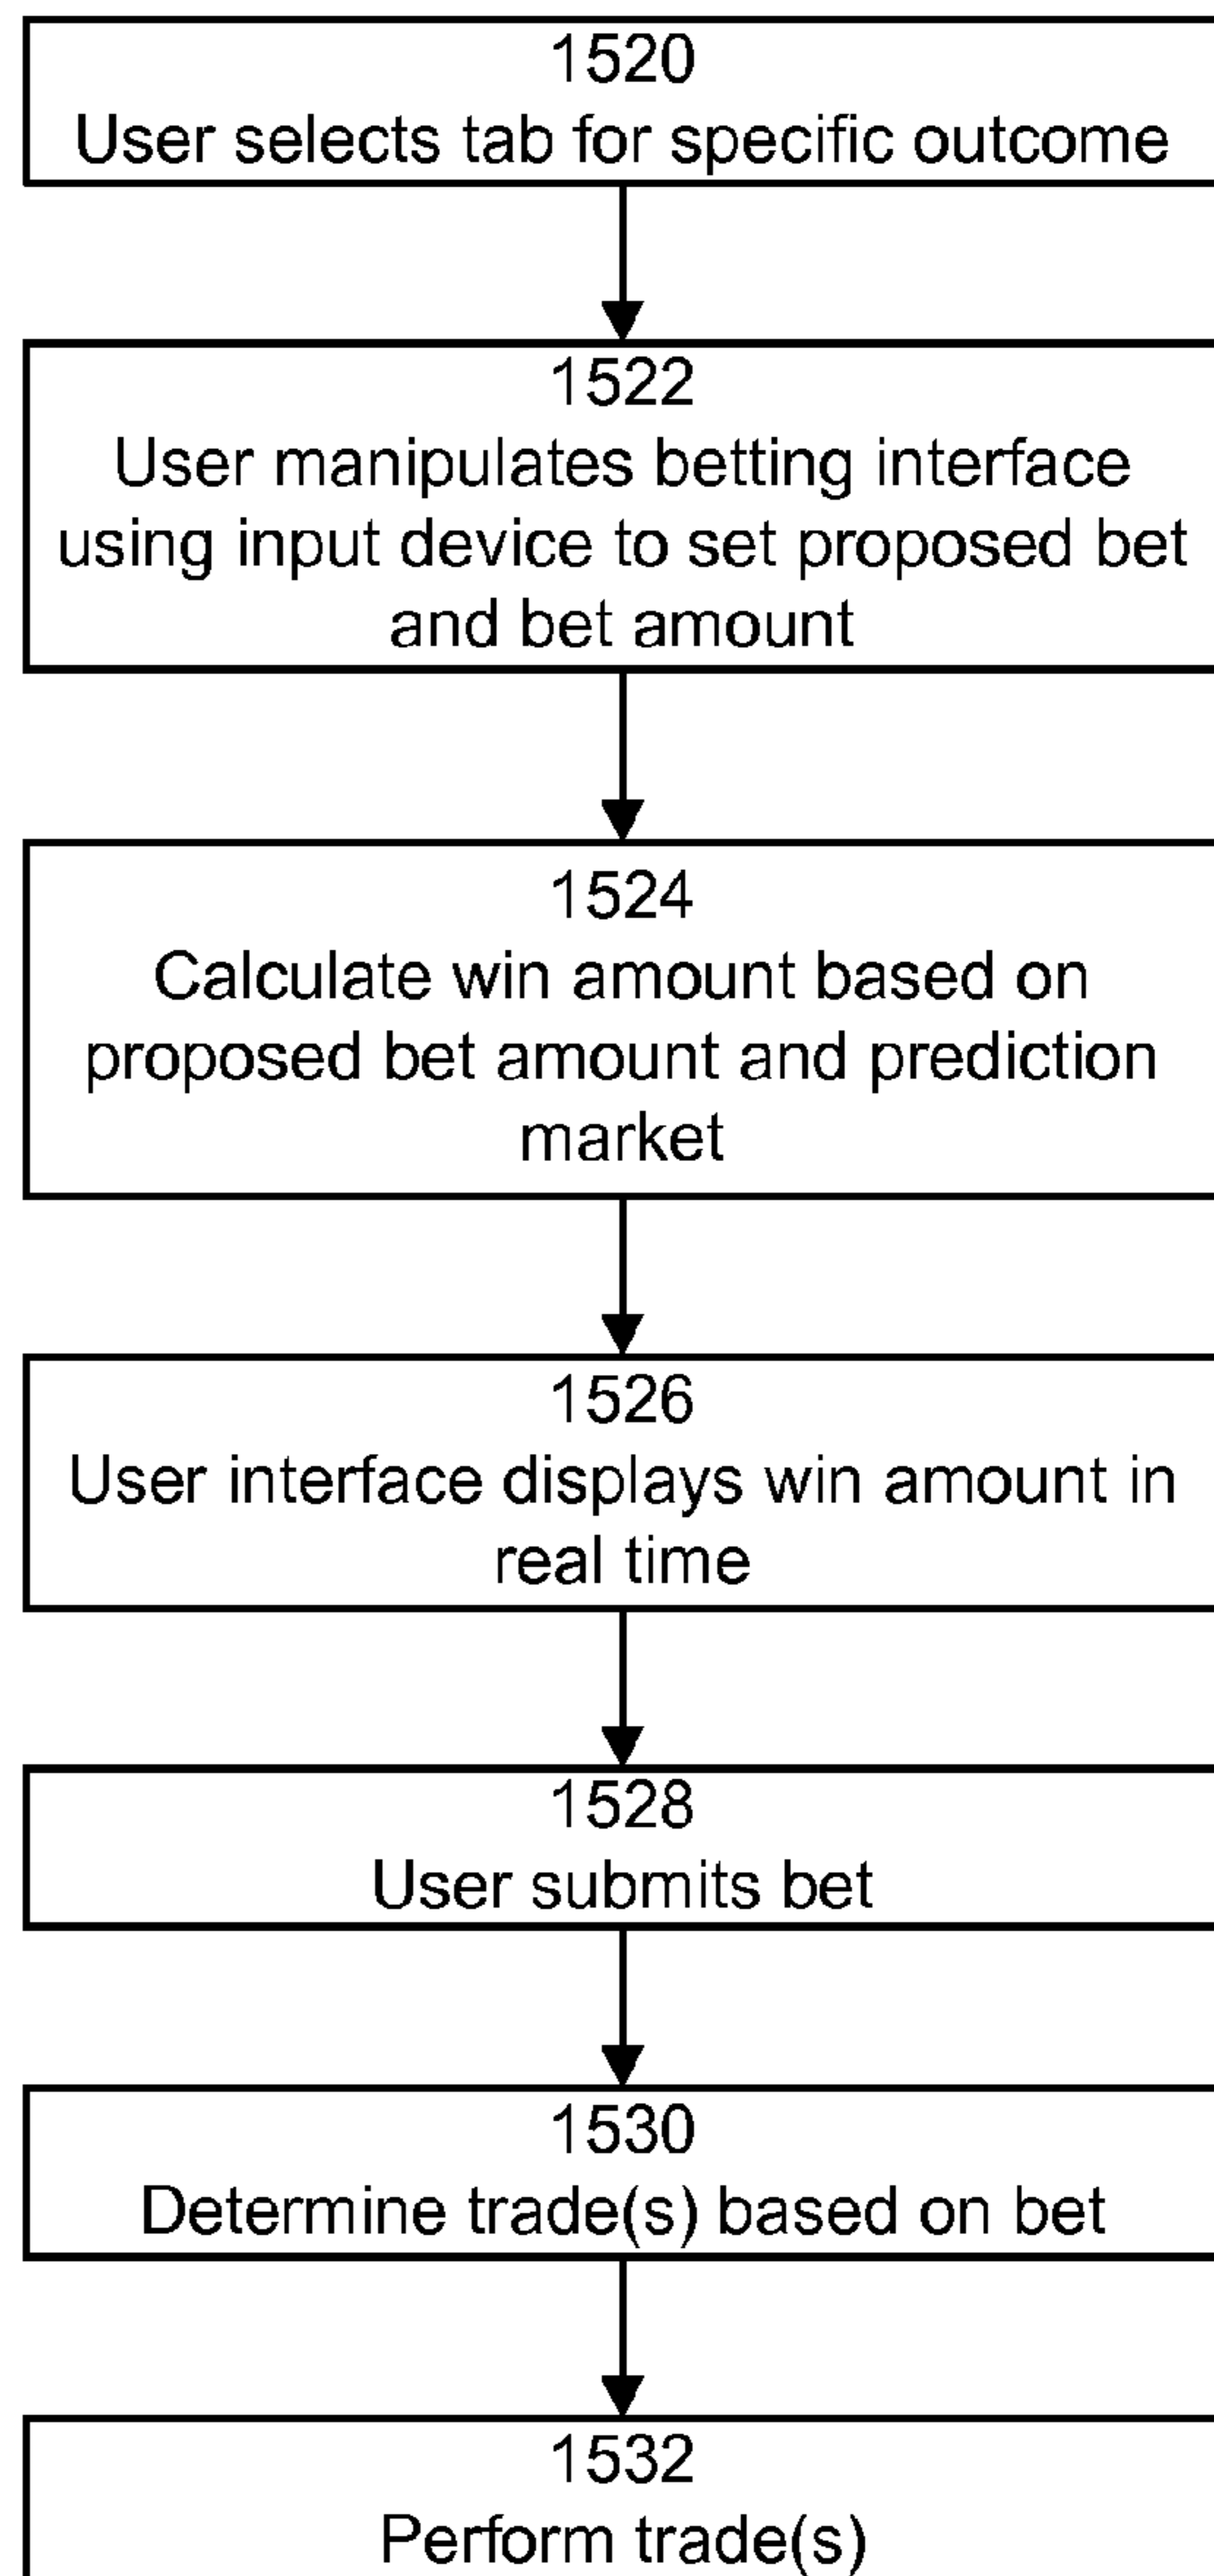 1520
User selects tab for specific outcome
1522
User manipulates betting interface
using input device to set proposed bet
and bet amount
1524
Calculate win amount based on
proposed bet amount and prediction
market
1526
User interface displays win amount in
real time
1528
User submits bet
1530
Determine trade(s) based on bet
1532
Perform trade(s)